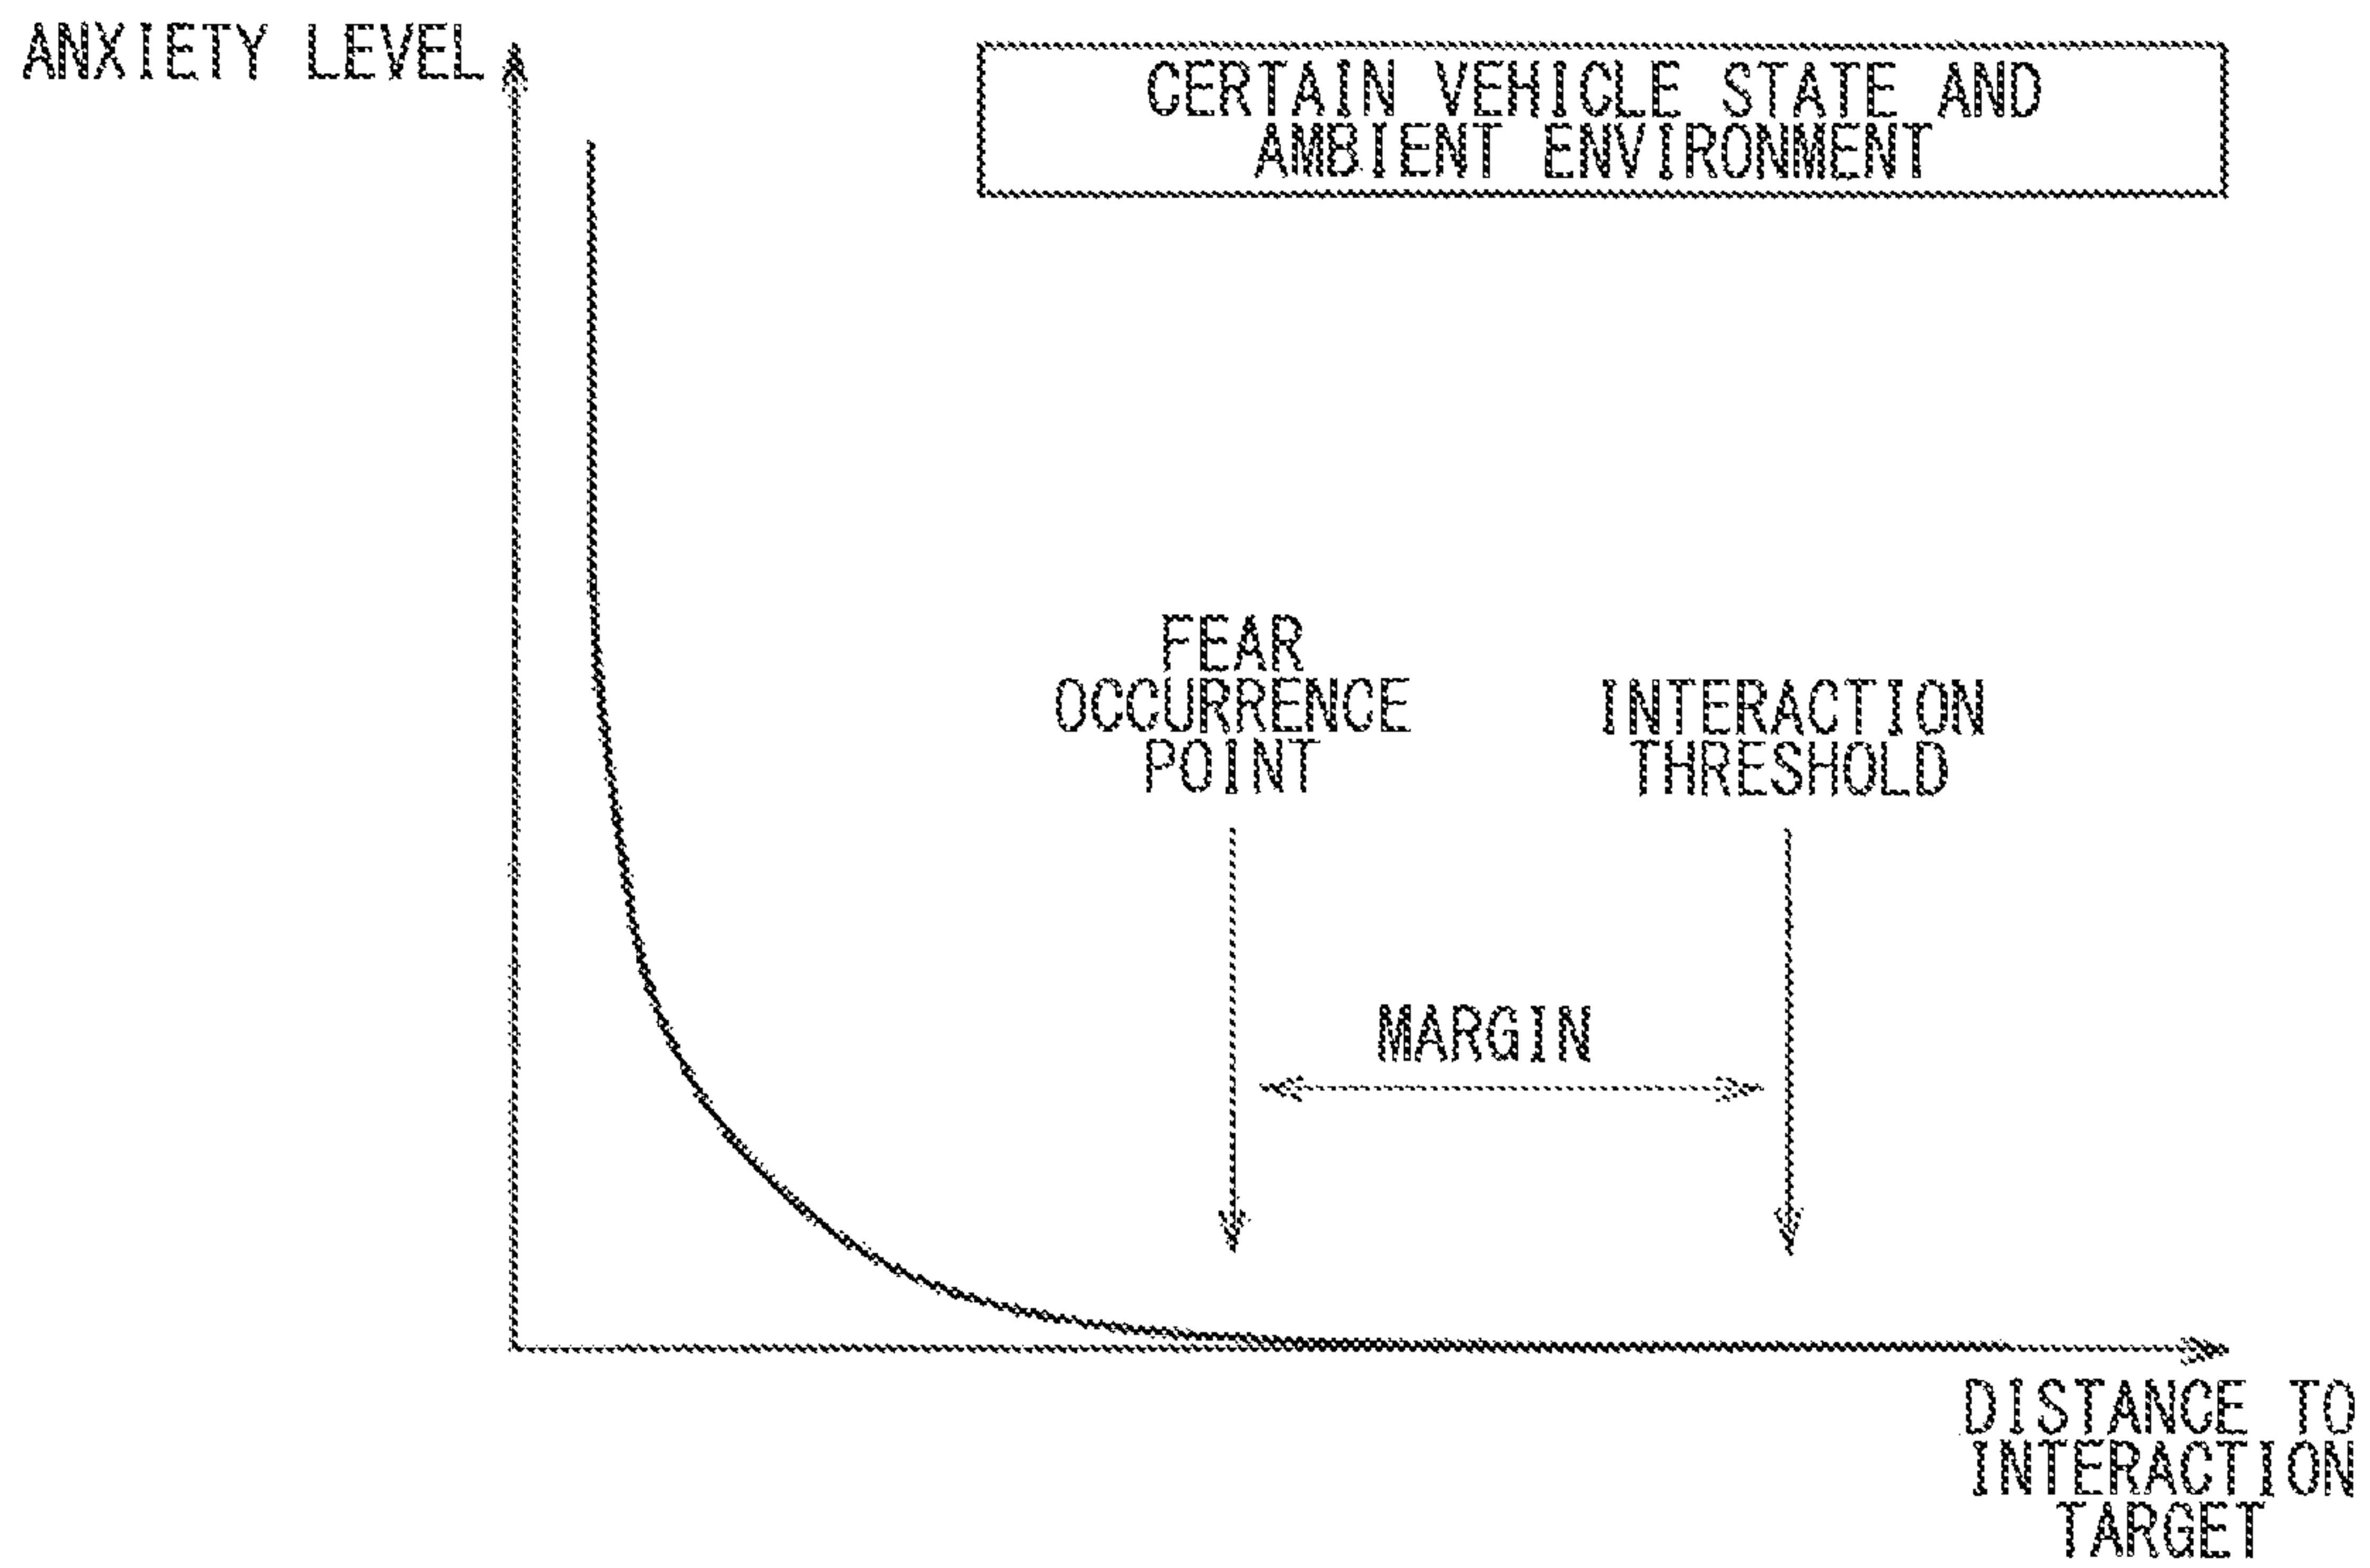 ANXIETY LEVEL
CERTAIN VEHICLE STATE AND
AMBIENT ENVIRONMENT
FEAR
OCCURRENCE
POINT
INTERACTION
THRESHOLD
MARGIN
DISTANCE TO
INTERACTION
TARGET